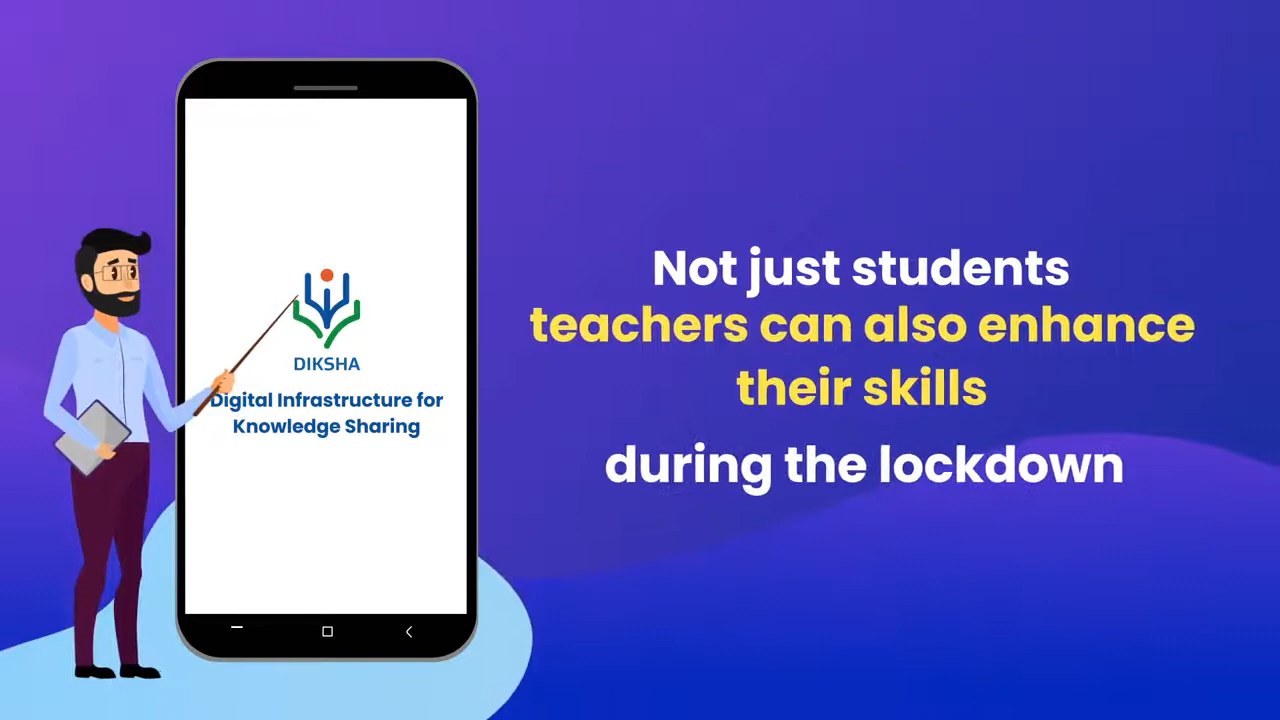 DIKSHA
Digital Infrastructure for
Knowledge Sharing
Not just students
teachers can also enhance
their skills
during the lockdown